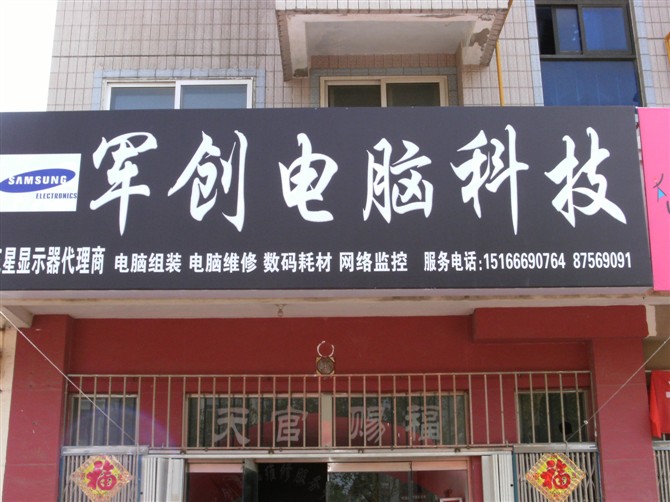 SAMSUNG
ELECTRONICS
军创电脑科技
星显示器代理商 电脑组装 电脑维修 数码耗材 网络监控 服务电话:15166690764 87569091
天官赐福
福 福